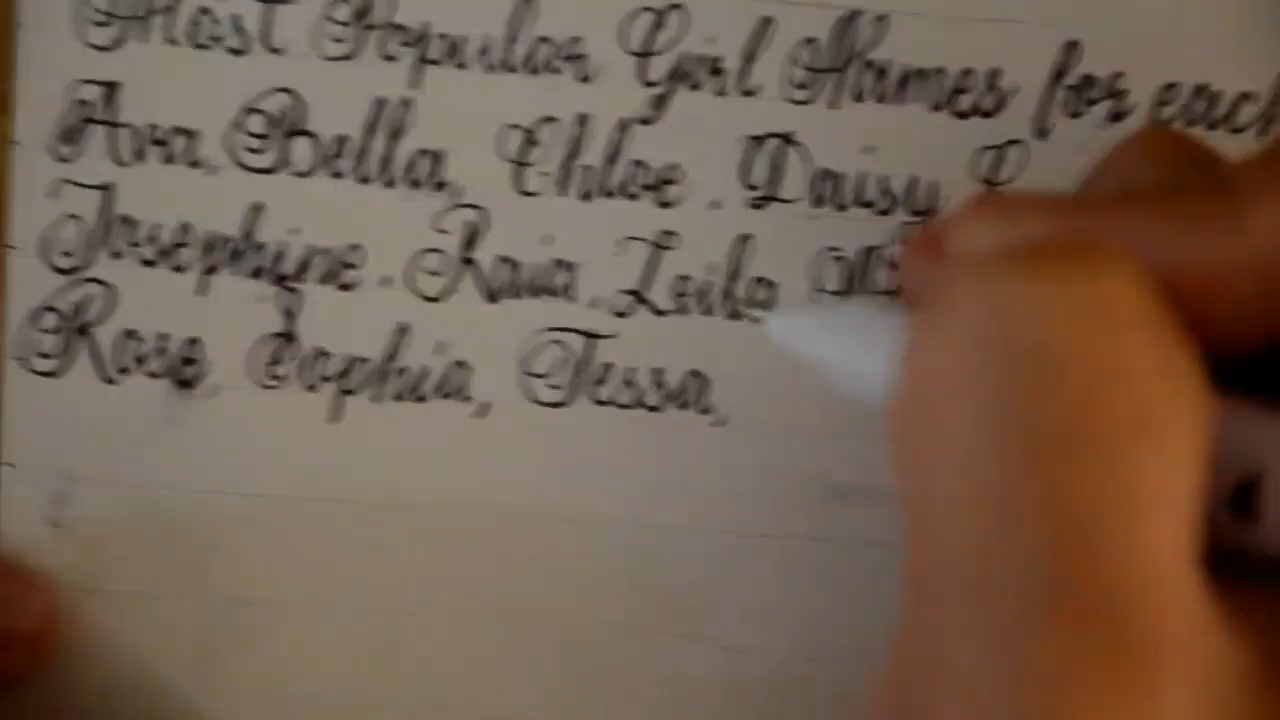 Most Popular Girl Names for each
Ava, Bella, Chloe, Daisy,
Josephine, Kaia, Leila
Rose, Sophia, Tessa,